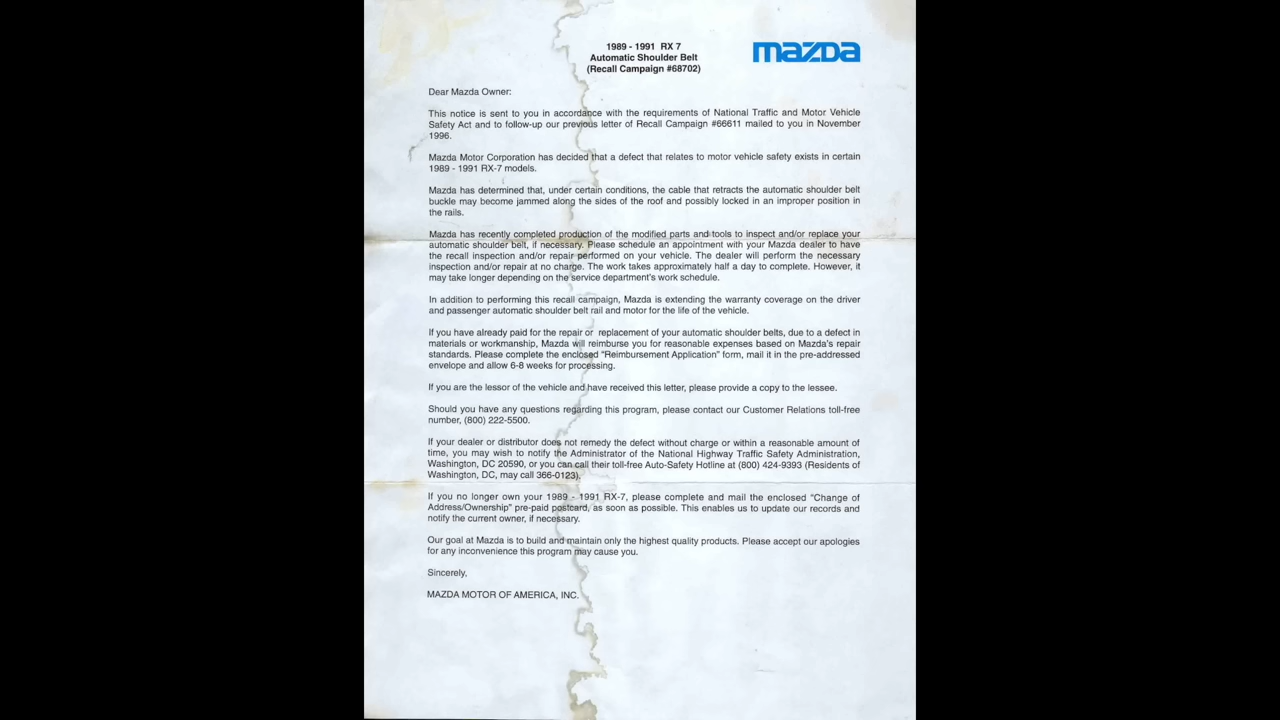 1989 - 1991 RX 7
Automatic Shoulder Belt
(Recall Campaign #68702)
mazda
Dear Mazda Owner:
This notice is sent to you in accordance with the requirements of National Traffic and Motor Vehicle
Safety Act and to follow-up our previous letter of Recall Campaign #66611 mailed to you in November
1996.
Mazda Motor Corporation has decided that a defect that relates to motor vehicle safety exists in certain
1989 - 1991 RX-7 models.
Mazda has determined that, under certain conditions, the cable that retracts the automatic shoulder belt
buckle may become jammed along the sides of the roof and possibly locked in an improper position in
the rails.
Mazda has recently completed production of the modified parts and tools to inspect and/or replace your
automatic shoulder belt, if necessary. Please schedule an appointment with your Mazda dealer to have
the recall inspection and/or repair performed on your vehicle. The dealer will perform the necessary
inspection and/or repair at no charge. The work takes approximately half a day to complete. However, it
may take longer depending on the service department's work schedule.
In addition to performing this recall campaign, Mazda is extending the warranty coverage on the driver
and passenger automatic shoulder belt rail and motor for the life of the vehicle.
If you have already paid for the repair or replacement of your automatic shoulder belts, due to a defect in
materials or workmanship, Mazda will reimburse you for reasonable expenses based on Mazda's repair
standards. Please complete the enclosed "Reimbursement Application" form, mail it in the pre-addressed
envelope and allow 6-8 weeks for processing.
If you are the lessor of the vehicle and have received this letter, please provide a copy to the lessee.
Should you have any questions regarding this program, please contact our Customer Relations toll-free
number, (800) 222-5500.
If your dealer or distributor does not remedy the defect without charge or within a reasonable amount of
time, you may wish to notify the Administrator of the National Highway Traffic Safety Administration,
Washington, DC 20590, or you can call their toll-free Auto-Safety Hotline at (800) 424-9393 (Residents of
Washington, DC, may call 366-0123).
If you no longer own your 1989 - 1991 RX-7, please complete and mail the enclosed "Change of
Address/Ownership" pre-paid postcard, as soon as possible. This enables us to update our records and
notify the current owner, if necessary.
Our goal at Mazda is to build and maintain only the highest quality products. Please accept our apologies
for any inconvenience this program may cause you.
Sincerely,
MAZDA MOTOR OF AMERICA, INC.